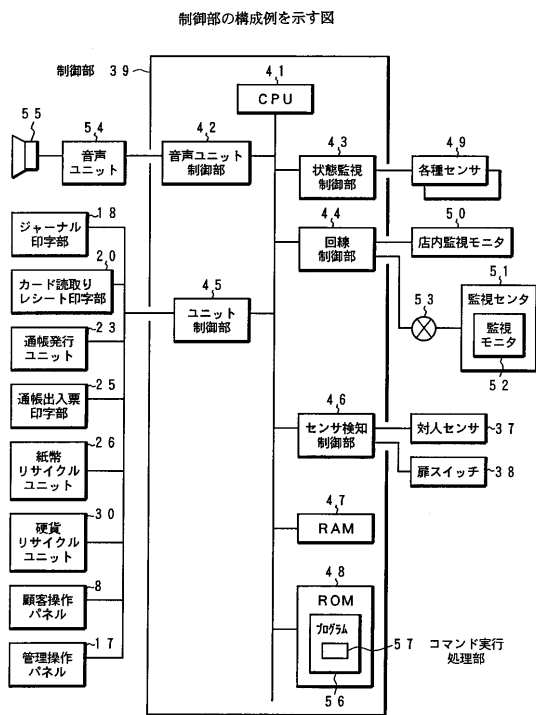 制御部の構成例を示す図
制御部 39
41
CPU
55
54
音声
ユニット
42
音声ユニット
制御部
43
状態監視
制御部
49
各種センサ
18
ジャーナル
印字部
44
回線
制御部
50
店内監視モニタ
20
カード読取り
レシート印字部
45
ユニット
制御部
53
51
監視センタ
監視
モニタ
52
23
通帳発行
ユニット
25
通帳出入票
印字部
46
センサ検知
制御部
対人センサ 37
扉スイッチ 38
26
紙幣
リサイクル
ユニット
47
RAM
30
硬貨
リサイクル
ユニット
48
ROM
プログラム
57 コマンド実行
処理部
56
8
顧客操作
パネル
17
管理操作
パネル